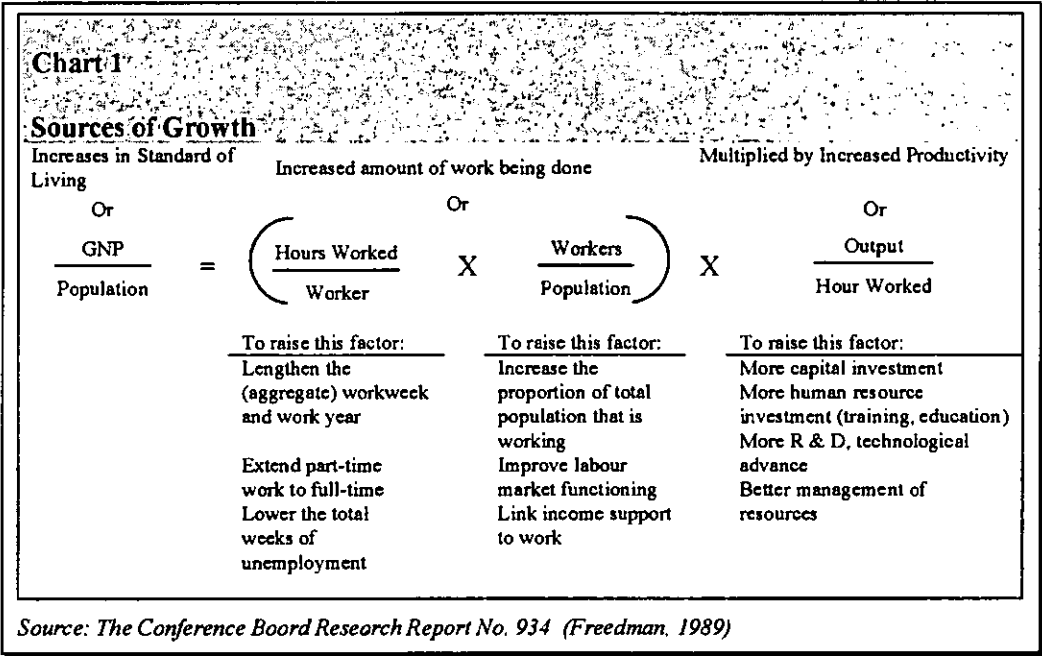 Chart 1
Sources of Growth
Increases in Standard of
Living
Increased amount of work being done
Multiplied by Increased Productivity
Or
Or
Or
GNP
Population
=
Hours Worked
Worker
X
Workers
Population
X
Output
Hour Worked
To raise this factor:
Lengthen the
(aggregate) workweek
and work year
Extend part-time
work to full-time
Lower the total
weeks of
unemployment
To raise this factor:
Increase the
proportion of total
population that is
working
Improve labour
market functioning
Link income support
to work
To raise this factor:
More capital investment
More human resource
investment (training, education)
More R & D, technological
advance
Better management of
resources
Source: The Conference Board Research Report No. 934 (Freedman, 1989)